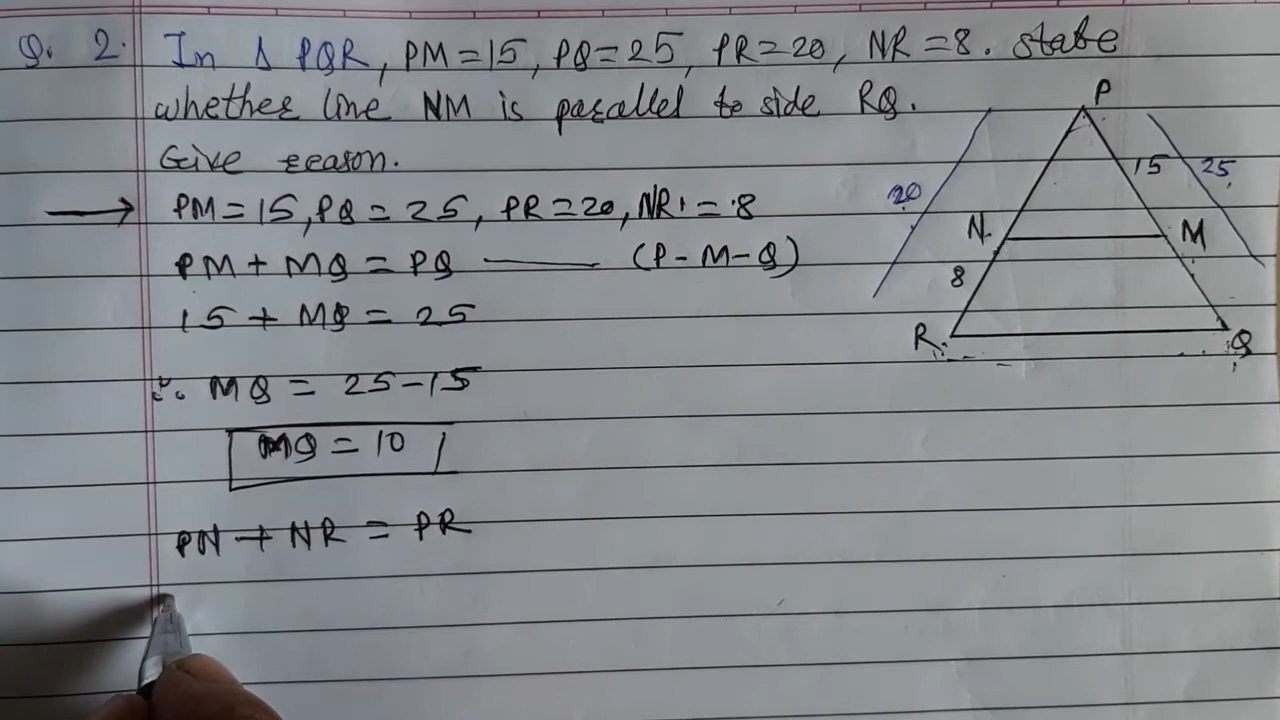 Q. 2. In Δ PQR, PM=15, PQ=25, PR=20, NR=8. state
whether line NM is parallel to side RQ.
Give reason.
→ PM=15, PQ=25, PR=20, NR=8
PM + MQ = PQ —— (P-M-Q)
15 + MQ = 25
∴ MQ = 25-15
MQ = 10
PN + NR = PR
P
15
25
20
N
M
8
R
Q